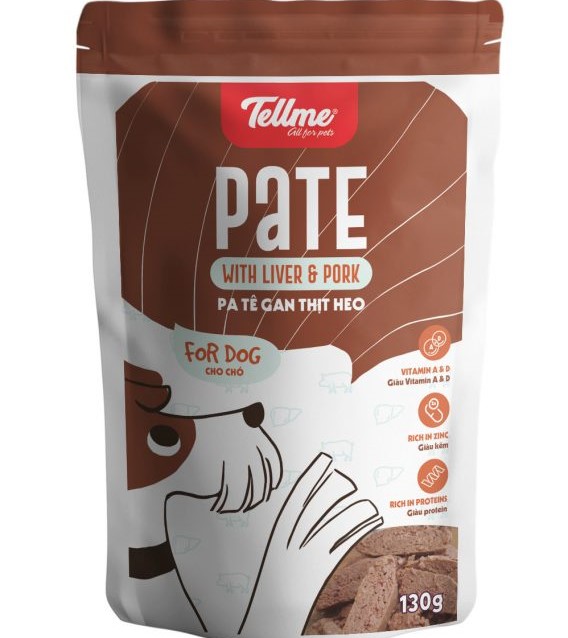 Tellme®
All for pets
PaTE
WITH LIVER & PORK
PA TÊ GAN THỊT HEO
FOR DOG
CHO CHÓ
VITAMIN A & D
Giàu Vitamin A & D
RICH IN ZINC
Giàu kẽm
RICH IN PROTEINS
Giàu protein
130g